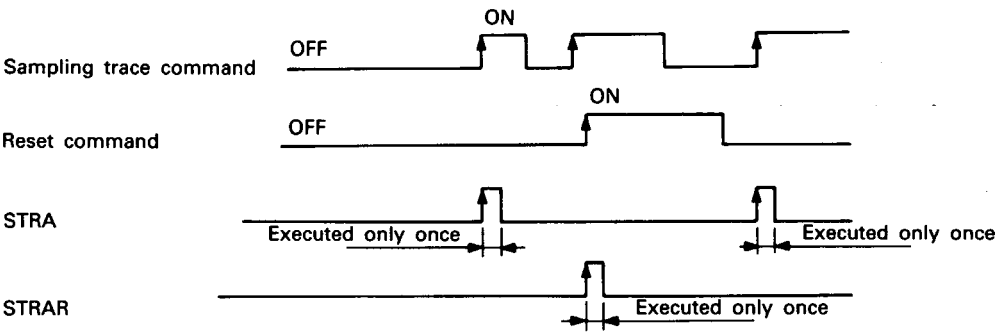 ON
OFF
Sampling trace command
ON
OFF
Reset command
STRA
Executed only once
Executed only once
STRAR
Executed only once